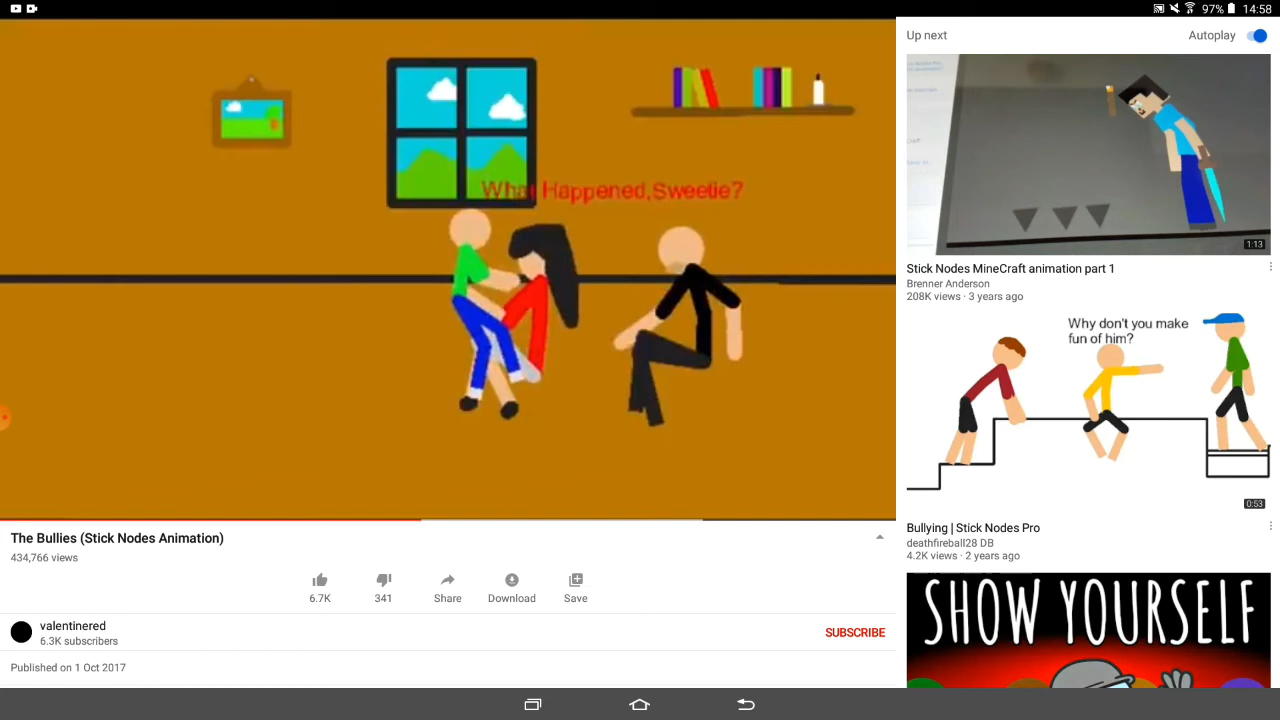 97% 14:58
What Happened,Sweetie?
The Bullies (Stick Nodes Animation)
434,766 views
6.7K 341 Share Download Save
valentinered
6.3K subscribers
SUBSCRIBE
Published on 1 Oct 2017
Up next Autoplay
1:13
Stick Nodes MineCraft animation part 1
Brenner Anderson
208K views · 3 years ago
Why don't you make
fun of him?
0:53
Bullying | Stick Nodes Pro
deathfireball28 DB
4.2K views · 2 years ago
SHOW YOURSELF